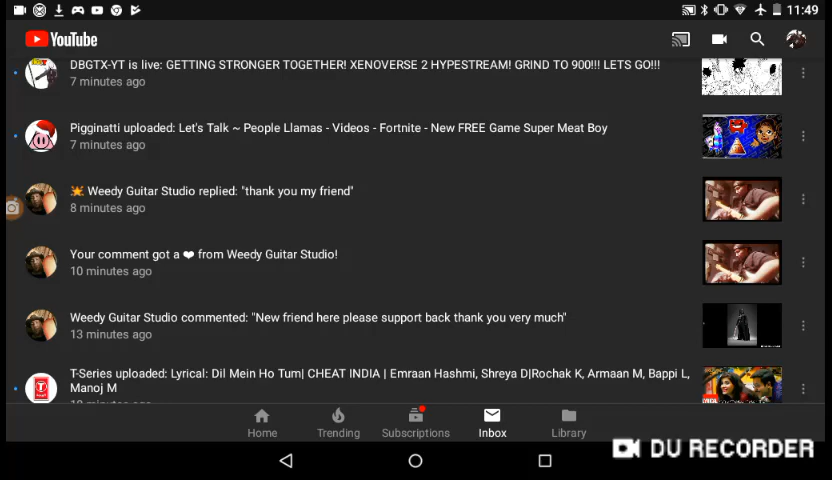 11:49
YouTube
DBGTX-YT is live: GETTING STRONGER TOGETHER! XENOVERSE 2 HYPESTREAM! GRIND TO 900!!! LETS GO!!!
7 minutes ago
Pigginatti uploaded: Let's Talk ~ People Llamas - Videos - Fortnite - New FREE Game Super Meat Boy
7 minutes ago
💥 Weedy Guitar Studio replied: "thank you my friend"
8 minutes ago
Your comment got a ❤ from Weedy Guitar Studio!
10 minutes ago
Weedy Guitar Studio commented: "New friend here please support back thank you very much"
13 minutes ago
T-Series uploaded: Lyrical: Dil Mein Ho Tum| CHEAT INDIA | Emraan Hashmi, Shreya D|Rochak K, Armaan M, Bappi L,
Manoj M
Home
Trending
Subscriptions
Inbox
Library
DU RECORDER